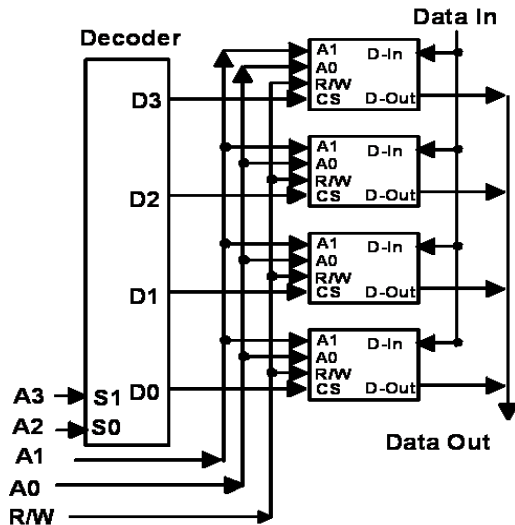 Data In
Decoder
A1 D-In
A0
R/W
CS D-Out
D3
A1 D-In
A0
R/W
CS D-Out
D2
A1 D-In
A0
R/W
CS D-Out
D1
A1 D-In
A0
R/W
CS D-Out
D0
A3 S1
A2 S0
A1
A0
R/W
Data Out